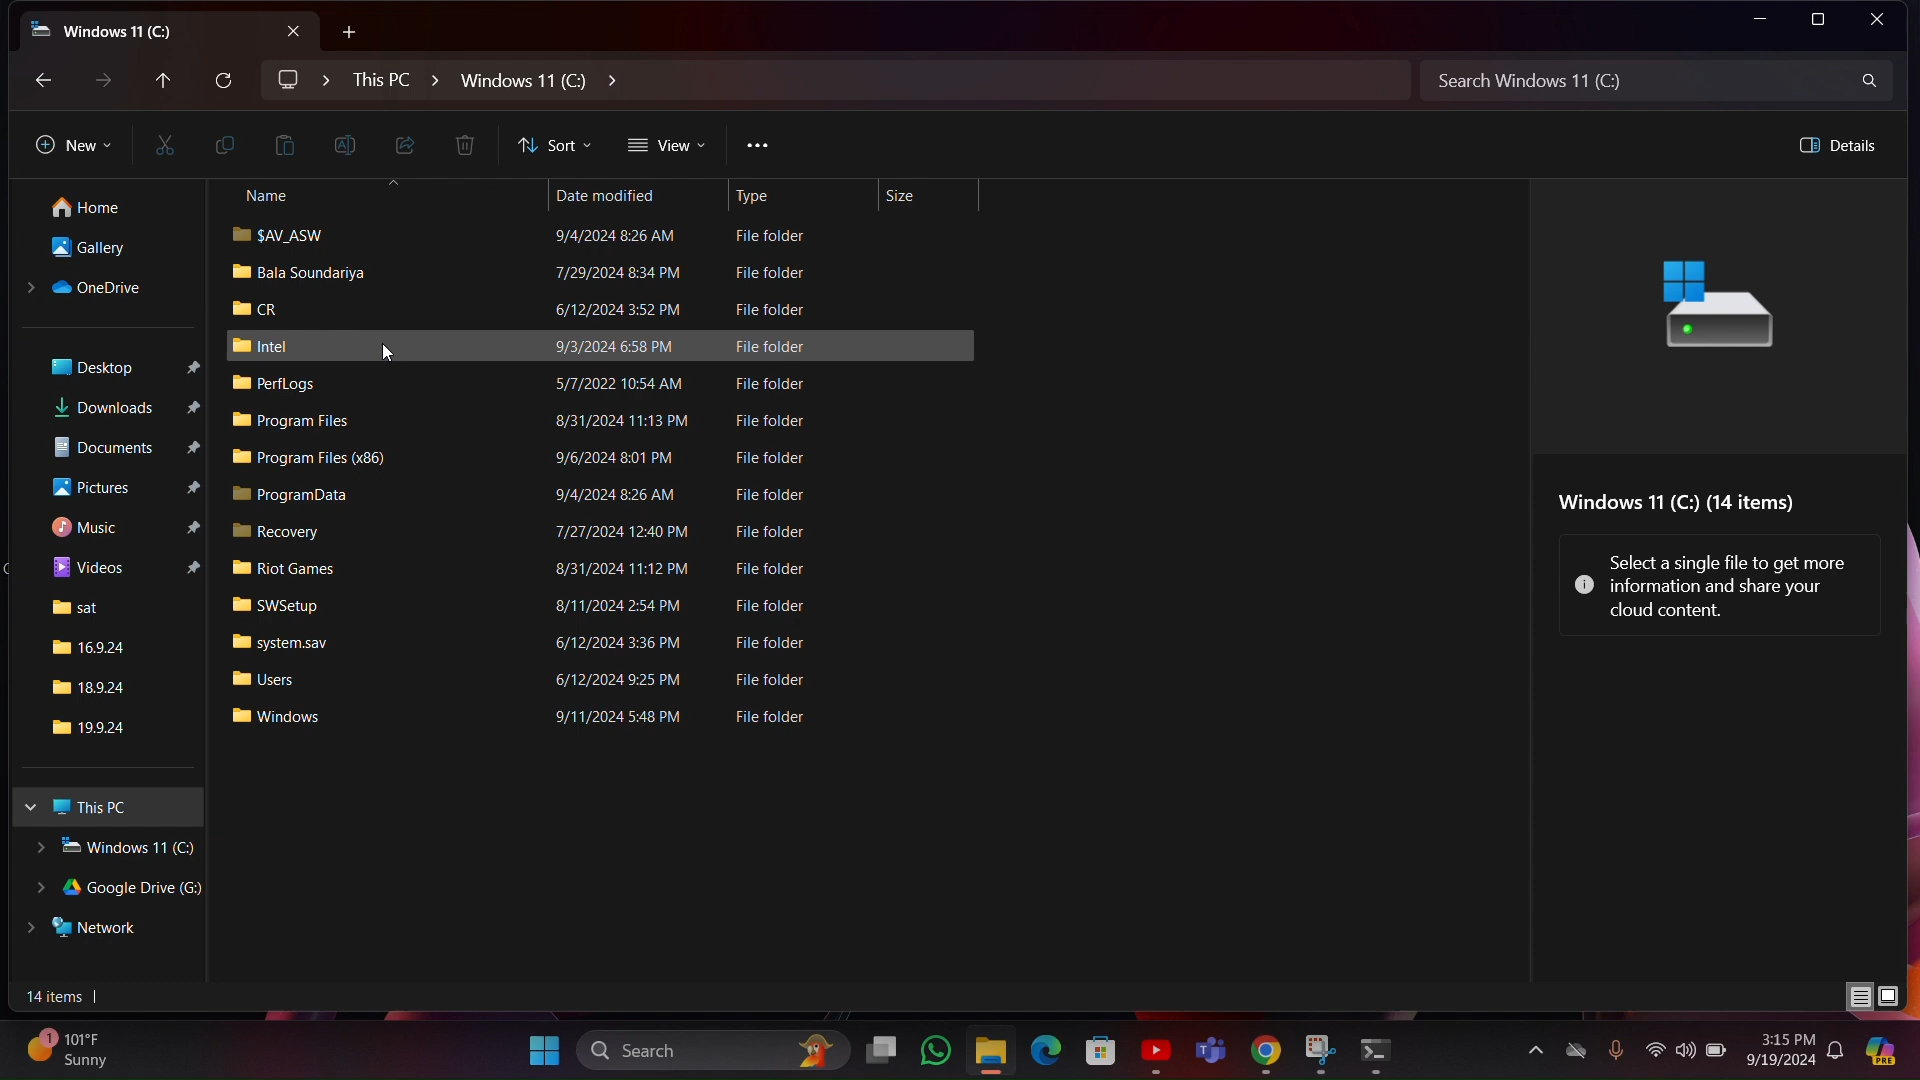 Windows 11 (C:)
This PC
Windows 11 (C:)
Search Windows 11 (C:)
New
Sort
View
Details
Home
Gallery
OneDrive
Desktop
Downloads
Documents
Pictures
Music
Videos
sat
16.9.24
18.9.24
19.9.24
This PC
Windows 11 (C:)
Google Drive (G:)
Network
Name Date modified Type Size
$AV_ASW 9/4/2024 8:26 AM File folder
Bala Soundariya 7/29/2024 8:34 PM File folder
CR 6/12/2024 3:52 PM File folder
Intel 9/3/2024 6:58 PM File folder
PerfLogs 5/7/2022 10:54 AM File folder
Program Files 8/31/2024 11:13 PM File folder
Program Files (x86) 9/6/2024 8:01 PM File folder
ProgramData 9/4/2024 8:26 AM File folder
Recovery 7/27/2024 12:40 PM File folder
Riot Games 8/31/2024 11:12 PM File folder
SWSetup 8/11/2024 2:54 PM File folder
system.sav 6/12/2024 3:36 PM File folder
Users 6/12/2024 9:25 PM File folder
Windows 9/11/2024 5:48 PM File folder
Windows 11 (C:) (14 items)
Select a single file to get more
information and share your
cloud content.
14 items
1
101°F
Sunny
Search
3:15 PM
9/19/2024
PRE